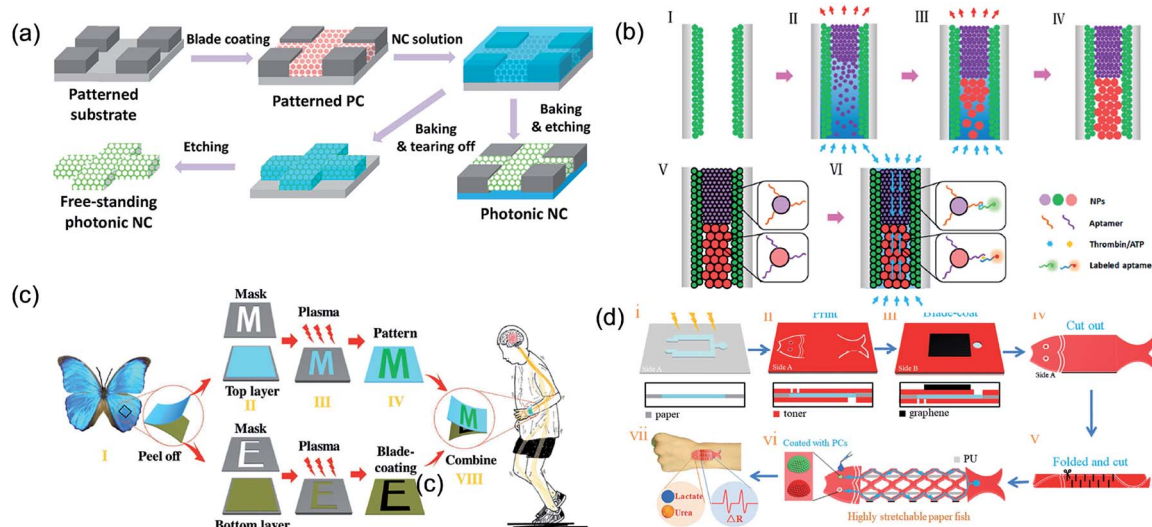 (a)
Blade coating
NC solution
Patterned
substrate
Patterned PC
Baking
& etching
Baking
& tearing off
Etching
Free-standing
photonic NC
Photonic NC
(b)
I
II
III
IV
V
VI
NPs
Aptamer
Thrombin/ATP
Labeled aptame
(c)
Mask
Plasma
Pattern
M
M
M
Top layer
II
III
IV
I
Peel off
Mask
Plasma
Blade-
coating
E
E
E
(c)
Bottom layer
M
Combine
VIII
(d)
i
ii
Print
iii
Blade-coat
iv
Cut out
Side A
Side A
Side B
Side A
paper
toner
graphene
vii
vi
Coated with PCs
PU
v
Folded and cut
Lactate
Urea
ΔR
Highly stretchable paper fish